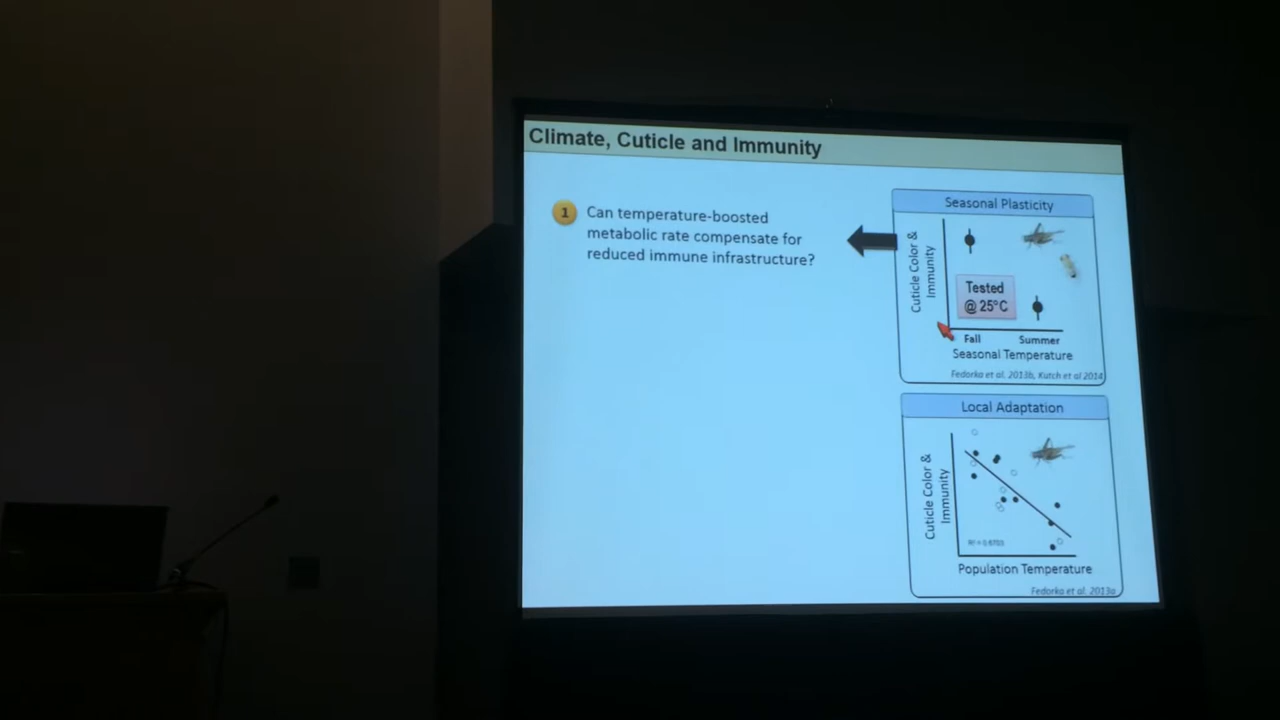 Climate, Cuticle and Immunity
1
Can temperature-boosted
metabolic rate compensate for
reduced immune infrastructure?
Seasonal Plasticity
Cuticle Color &
Immunity
Tested
@ 25°C
Fall
Summer
Seasonal Temperature
Fedorka et al. 2013b, Kutch et al 2014
Local Adaptation
Cuticle Color &
Immunity
Population Temperature
Fedorka et al. 2013a